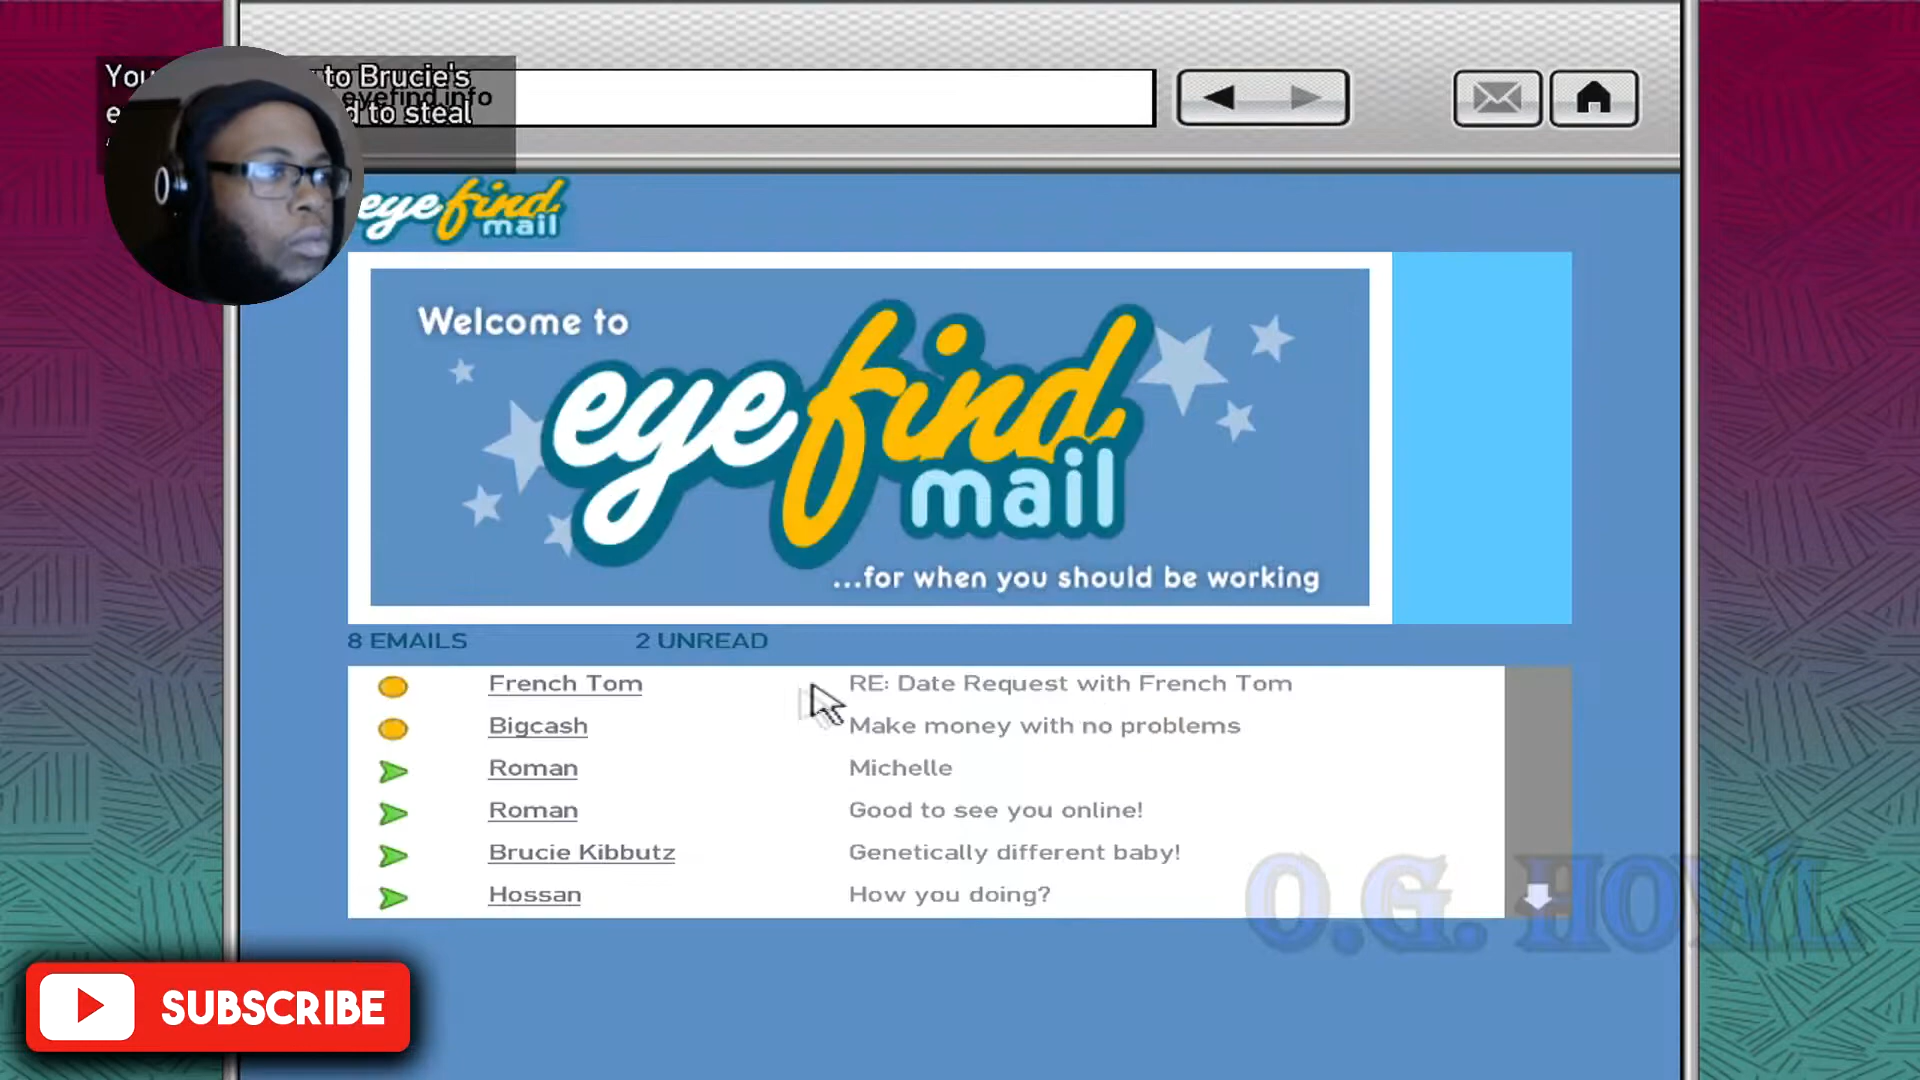 You to Brucie's
eyefind.info
e d to steal
eyefind
mail
Welcome to
eyefind
mail
...for when you should be working
8 EMAILS 2 UNREAD
French Tom RE: Date Request with French Tom
Bigcash Make money with no problems
Roman Michelle
Roman Good to see you online!
Brucie Kibbutz Genetically different baby!
Hossan How you doing?
O.G. HOWL
SUBSCRIBE